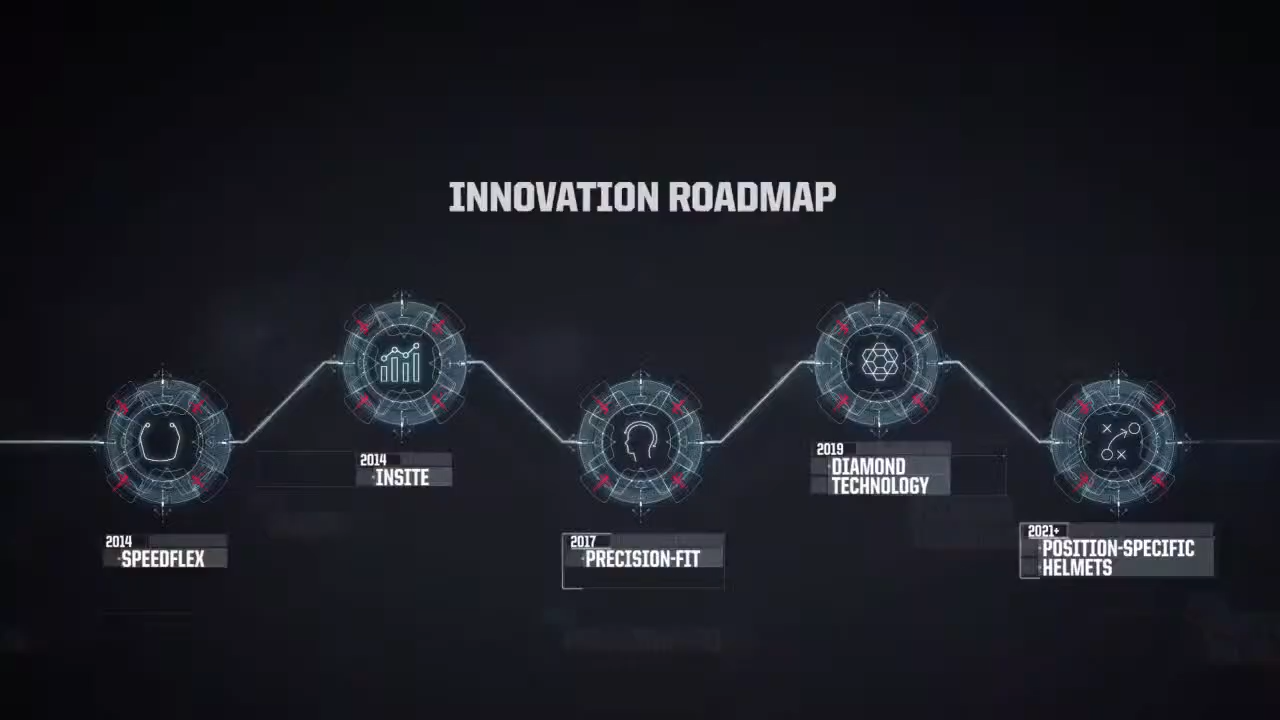 INNOVATION ROADMAP
2014
SPEEDFLEX
2014
INSITE
2017
PRECISION-FIT
2019
DIAMOND
TECHNOLOGY
2021+
POSITION-SPECIFIC
HELMETS